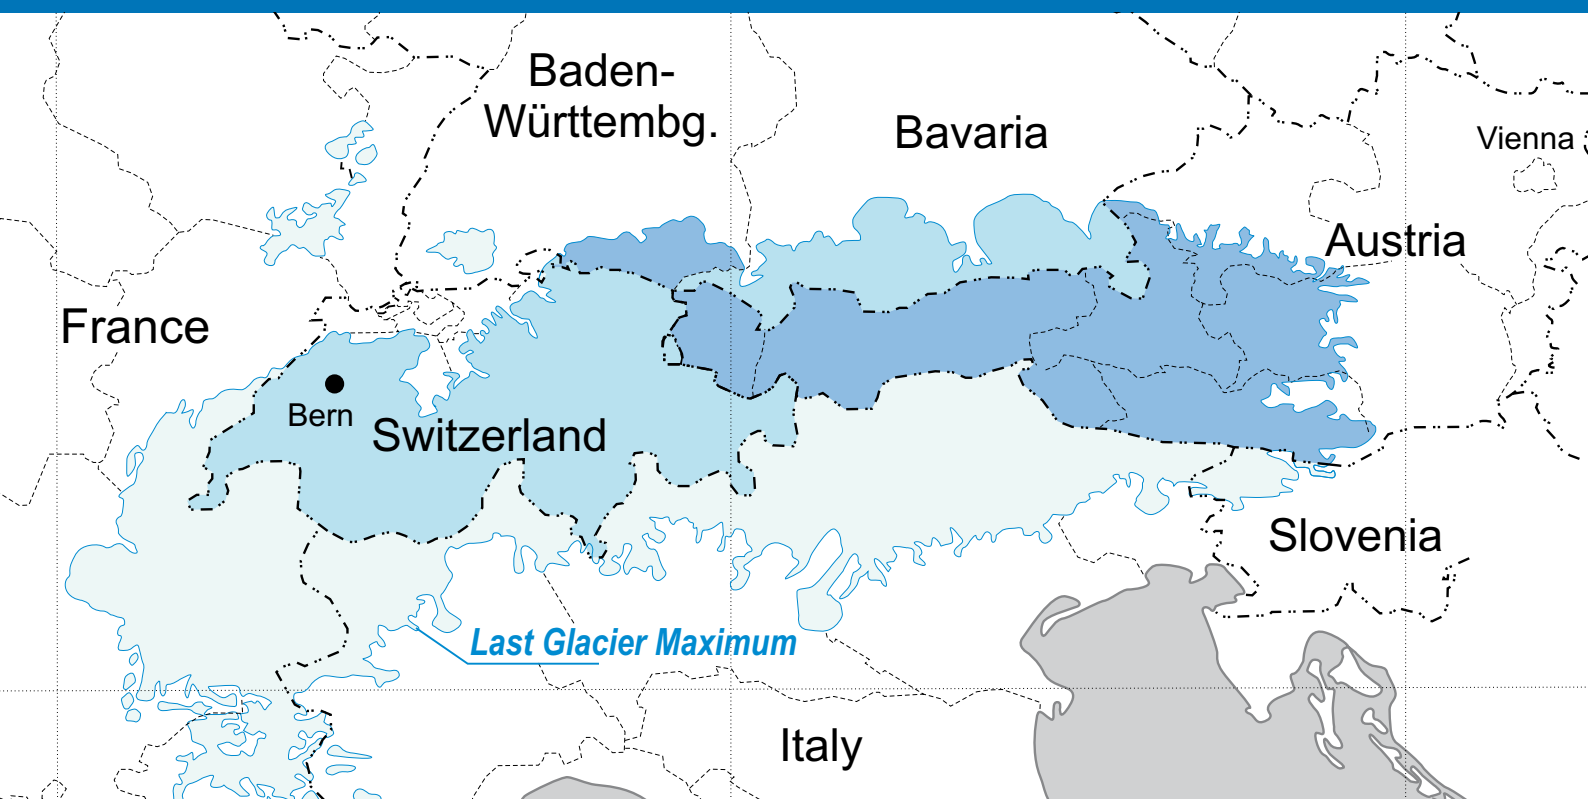 Baden-
Württembg.
Bavaria
Vienna
Austria
France
Bern
Switzerland
Slovenia
Last Glacier Maximum
Italy